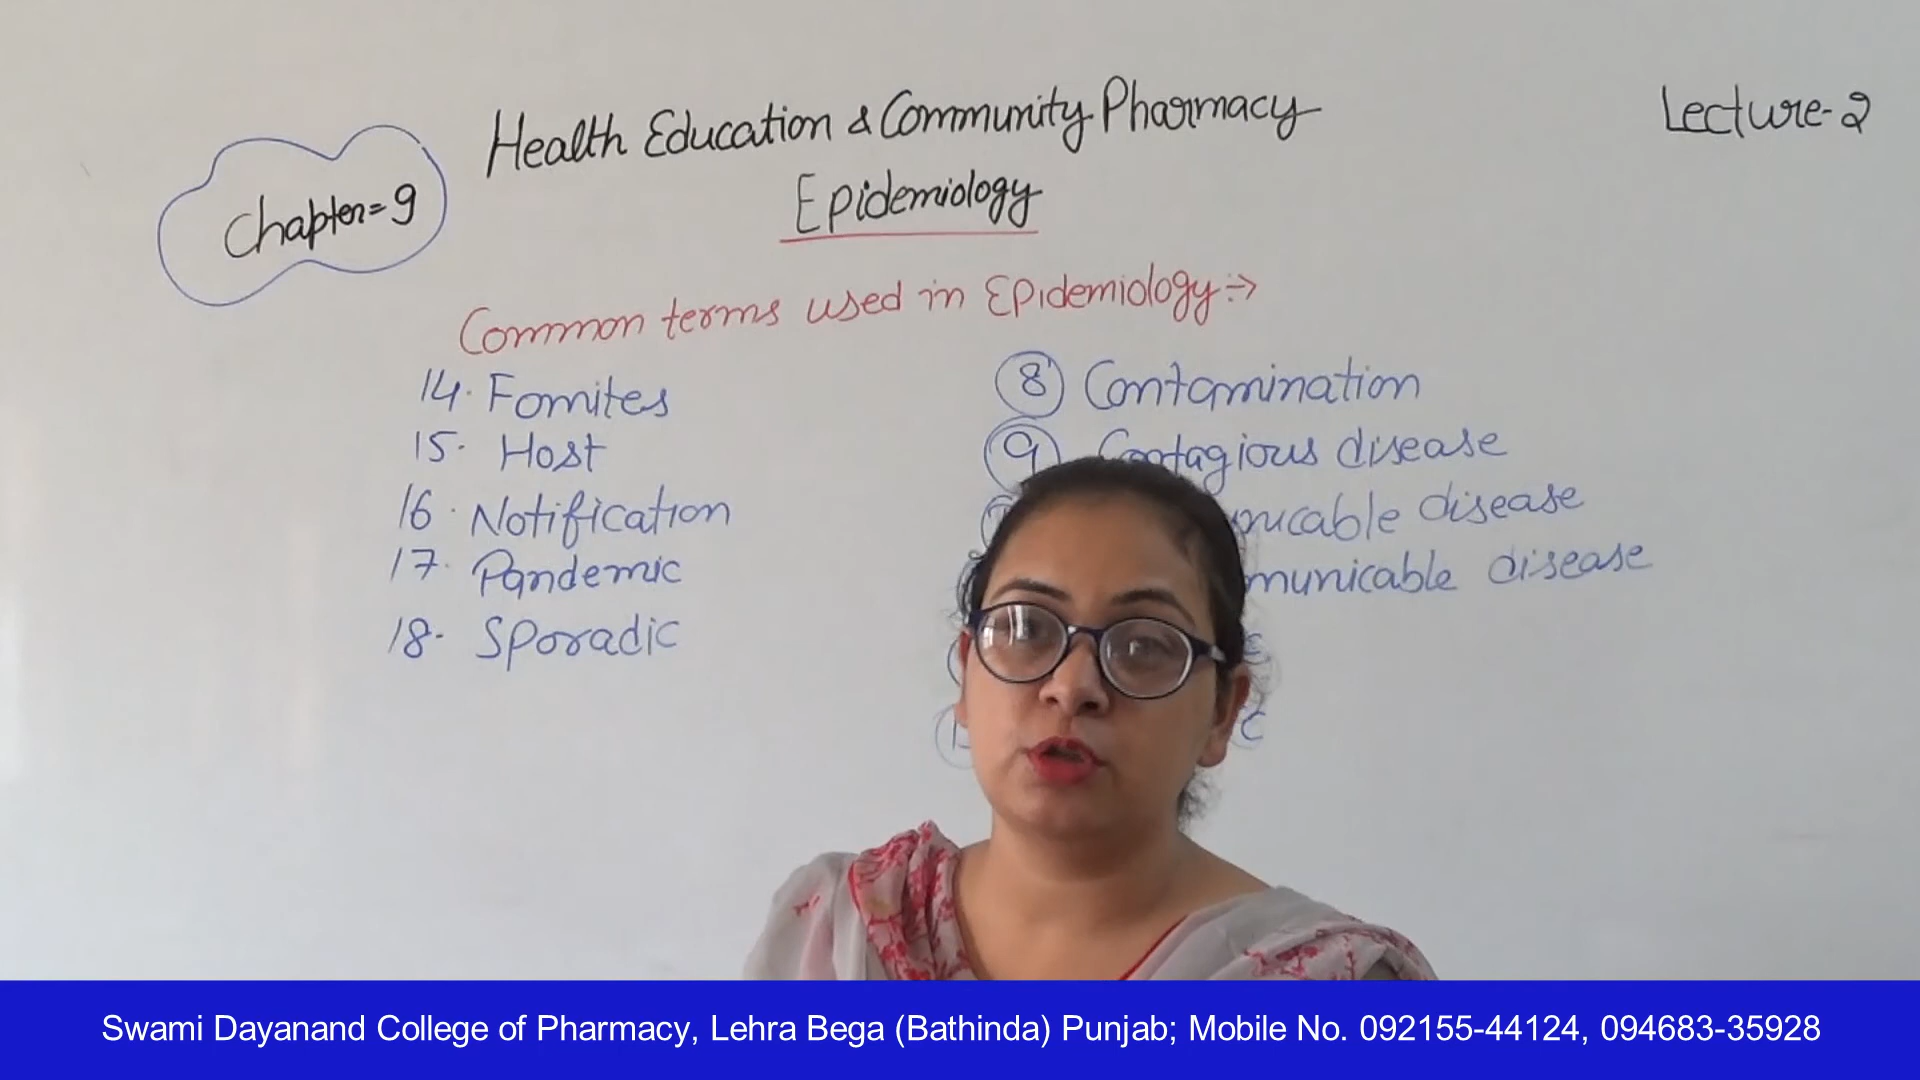 Health Education & Community Pharmacy
Lecture-2
Chapter=9
Epidemiology
Common terms used in Epidemiology:->
14. Fomites
15. Host
16. Notification
17. Pandemic
18. Sporadic
8 Contamination
9 Contagious disease
disease
disease
Swami Dayanand College of Pharmacy, Lehra Bega (Bathinda) Punjab; Mobile No. 092155-44124, 094683-35928